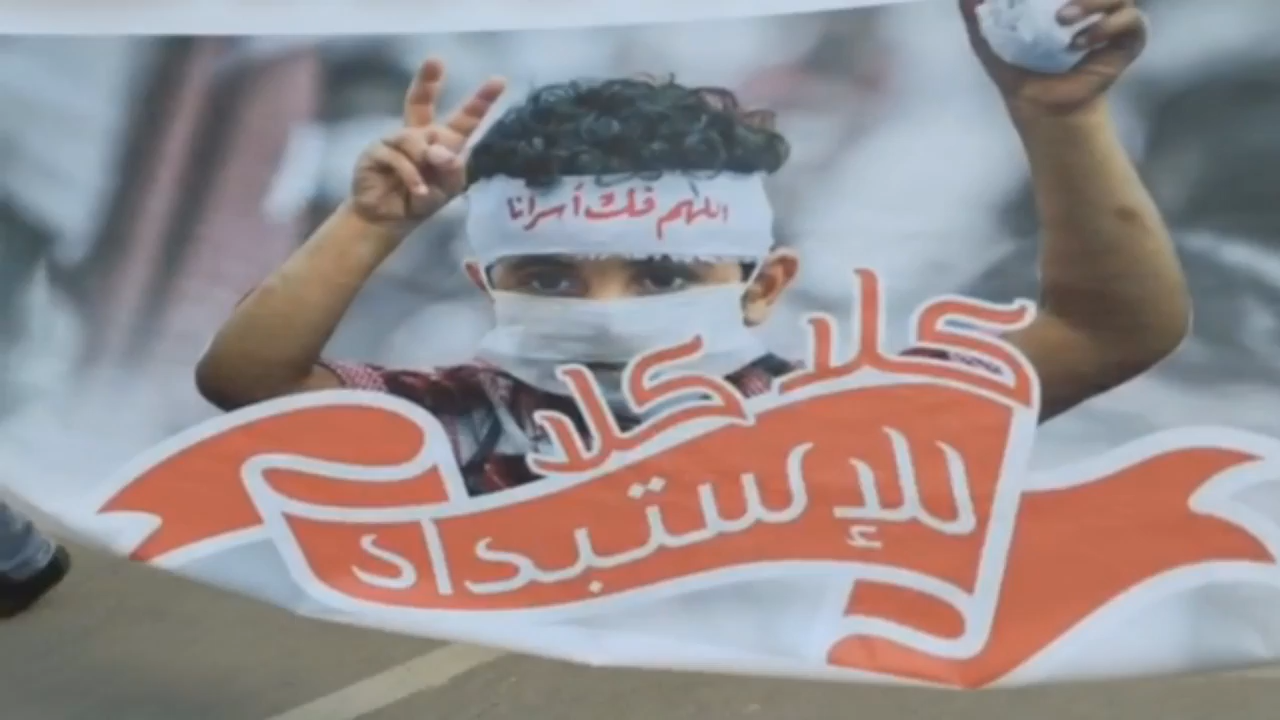 اللهم فك أسرانا
كلا كلا
للإستبداد